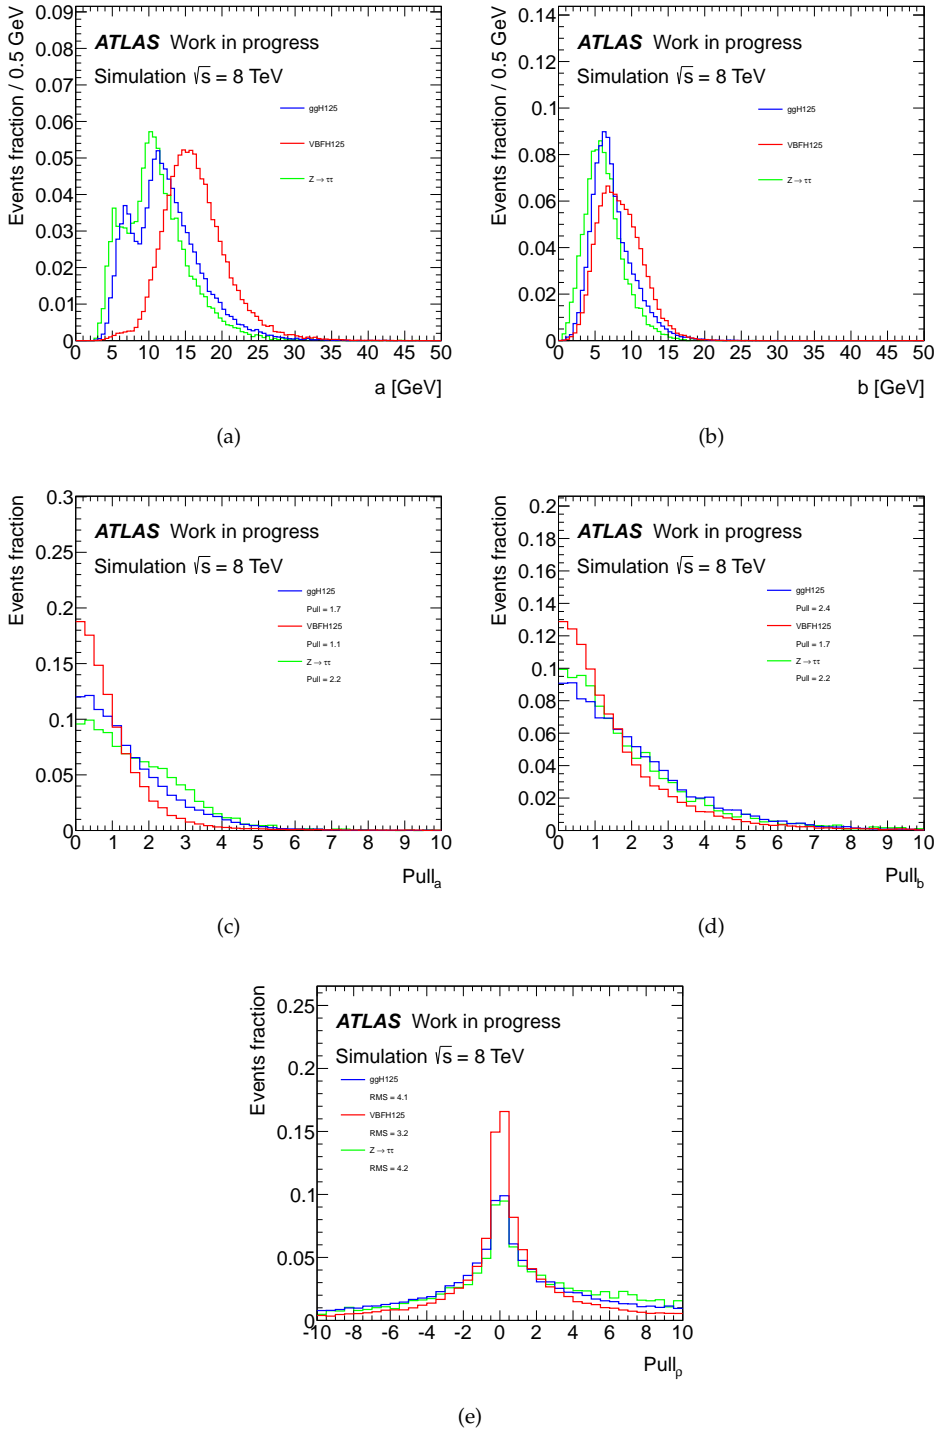 Events fraction / 0.5 GeV
0.09
0.08
0.07
0.06
0.05
0.04
0.03
0.02
0.01
0
ATLAS Work in progress
Simulation √s = 8 TeV
ggH125
VBFH125
Z → ττ
0 5 10 15 20 25 30 35 40 45 50
a [GeV]
(a)
Events fraction / 0.5 GeV
0.14
0.12
0.1
0.08
0.06
0.04
0.02
0
ATLAS Work in progress
Simulation √s = 8 TeV
ggH125
VBFH125
Z → ττ
0 5 10 15 20 25 30 35 40 45 50
b [GeV]
(b)
Events fraction
0.3
0.25
0.2
0.15
0.1
0.05
0
ATLAS Work in progress
Simulation √s = 8 TeV
ggH125
Pull = 1.7
VBFH125
Pull = 1.1
Z → ττ
Pull = 2.2
0 1 2 3 4 5 6 7 8 9 10
Pull_a
(c)
Events fraction
0.2
0.18
0.16
0.14
0.12
0.1
0.08
0.06
0.04
0.02
0
ATLAS Work in progress
Simulation √s = 8 TeV
ggH125
Pull = 2.4
VBFH125
Pull = 1.7
Z → ττ
Pull = 2.2
0 1 2 3 4 5 6 7 8 9 10
Pull_b
(d)
Events fraction
0.25
0.2
0.15
0.1
0.05
0
ATLAS Work in progress
Simulation √s = 8 TeV
ggH125
RMS = 4.1
VBFH125
RMS = 3.2
Z → ττ
RMS = 4.2
-10 -8 -6 -4 -2 0 2 4 6 8 10
Pull_ρ
(e)